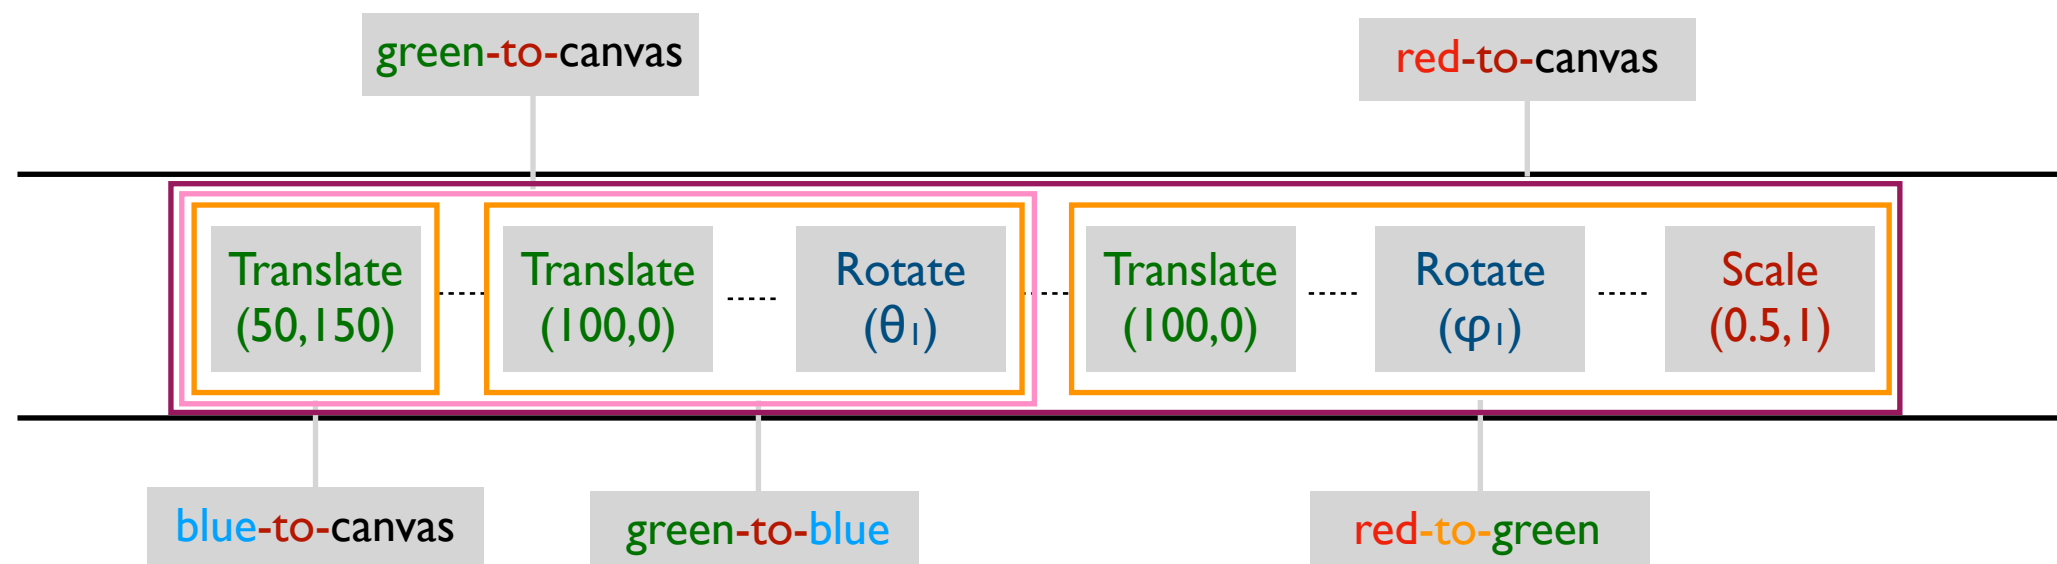 green-to-canvas
red-to-canvas
Translate
(50,150)
Translate
(100,0)
Rotate
(θ₁)
Translate
(100,0)
Rotate
(φ₁)
Scale
(0.5,1)
blue-to-canvas
green-to-blue
red-to-green